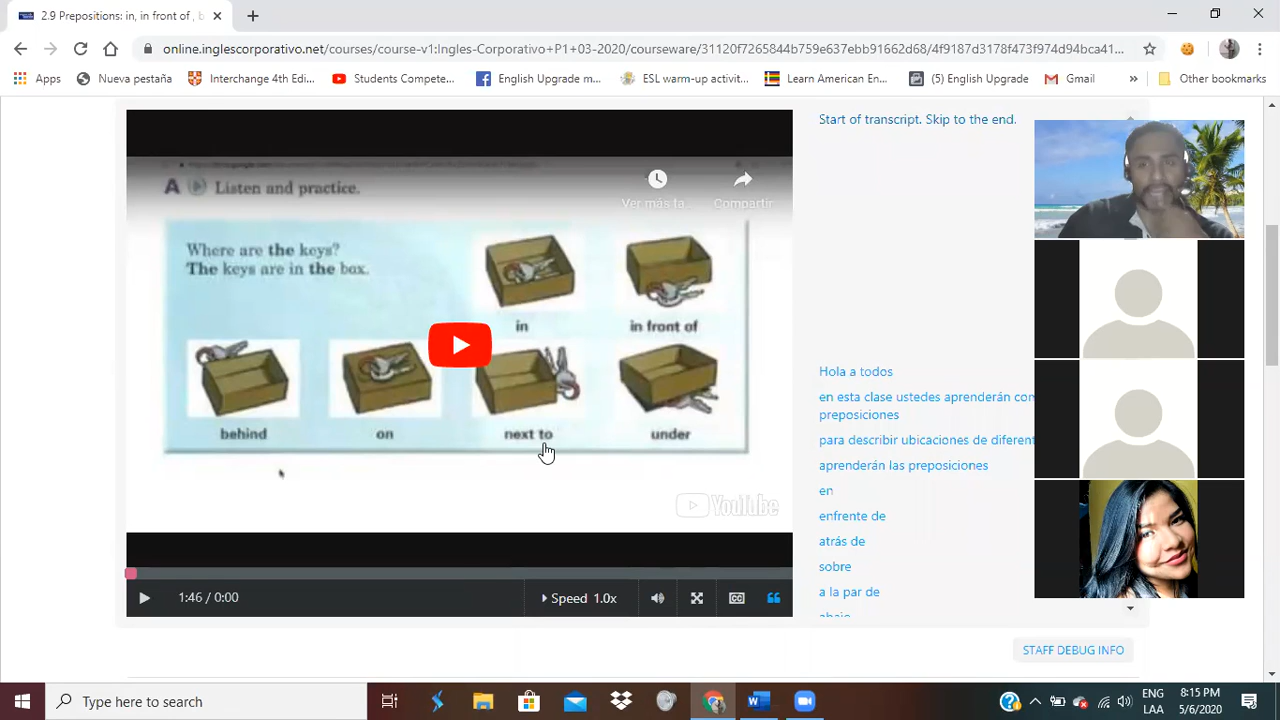 2.9 Prepositions: in, in front of , b
online.inglescorporativo.net/courses/course-v1:Ingles-Corporativo+P1+03-2020/courseware/31120f7265844b759e637ebb91662d68/4f9187d3178f473f974d94bca41...
Apps
Nueva pestaña
Interchange 4th Edi...
Students Compete...
English Upgrade m...
ESL warm-up activit...
Learn American En...
(5) English Upgrade
Gmail
»
Other bookmarks
Start of transcript. Skip to the end.
A Listen and practice.
Ver más ta...
Compartir
Where are the keys?
The keys are in the box.
in
in front of
behind
on
next to
under
YouTube
Hola a todos
en esta clase ustedes aprenderán com
preposiciones
para describir ubicaciones de diferent
aprenderán las preposiciones
en
enfrente de
atrás de
sobre
a la par de
abajo
1:46 / 0:00
Speed 1.0x
STAFF DEBUG INFO
Type here to search
ENG
LAA
8:15 PM
5/6/2020